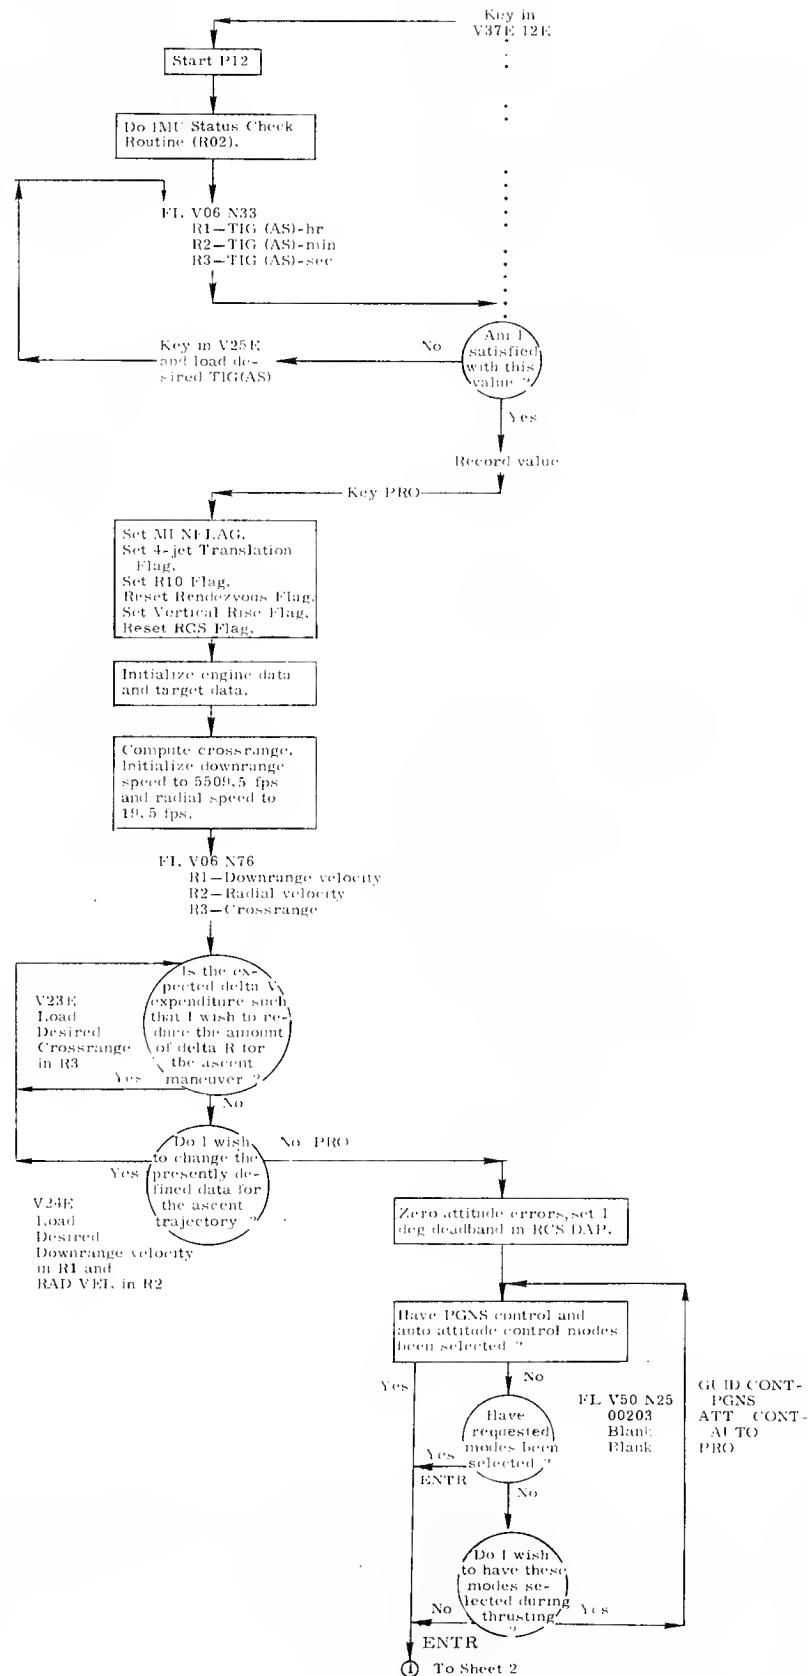 Key in
V37E 12E
Start P12
Do IMU Status Check
Routine (R02).
FL V06 N33
R1—TIG (AS)-hr
R2—TIG (AS)-min
R3—TIG (AS)-sec
Am I
satisfied
with this
value ?
No
Key in V25E
and load de-
sired TIG(AS)
Yes
Record value
Key PRO
Set MUNFLAG.
Set 4-jet Translation
Flag.
Set R10 Flag.
Reset Rendezvous Flag.
Set Vertical Rise Flag.
Reset RCS Flag.
Initialize engine data
and target data.
Compute crossrange.
Initialize downrange
speed to 5509.5 fps
and radial speed to
19.5 fps.
FL V06 N76
R1—Downrange velocity
R2—Radial velocity
R3—Crossrange
Is the ex-
pected delta V
expenditure such
that I wish to re-
duce the amount
of delta R for
the ascent
maneuver ?
V23E
Load
Desired
Crossrange
in R3
Yes
No
Do I wish
to change the
presently de-
fined data for
the ascent
trajectory ?
No PRO
Yes
V24E
Load
Desired
Downrange velocity
in R1 and
RAD VEL in R2
Zero attitude errors, set 1
deg deadband in RCS DAP.
Have PGNS control and
auto attitude control modes
been selected ?
Yes
No
Have
requested
modes been
selected ?
Yes
ENTR
FL V50 N25
00203
Blank
Blank
GUID CONT-
PGNS
ATT CONT-
AUTO
PRO
No
Do I wish
to have these
modes se-
lected during
thrusting
?
No
Yes
ENTR
1 To Sheet 2